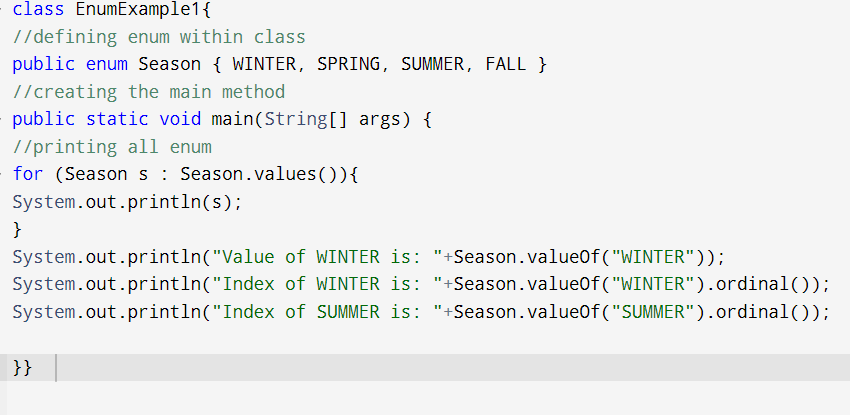 class EnumExample1{
//defining enum within class
public enum Season { WINTER, SPRING, SUMMER, FALL }
//creating the main method
public static void main(String[] args) {
//printing all enum
for (Season s : Season.values()){
System.out.println(s);
}
System.out.println("Value of WINTER is: "+Season.valueOf("WINTER"));
System.out.println("Index of WINTER is: "+Season.valueOf("WINTER").ordinal());
System.out.println("Index of SUMMER is: "+Season.valueOf("SUMMER").ordinal());
}}